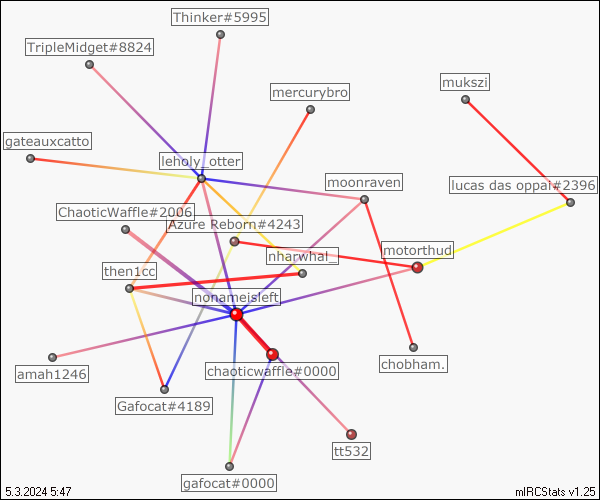 Thinker#5995
TripleMidget#8824
mukszi
mercurybro
gateauxcatto
leholy_otter
moonraven
lucas das oppal#2396
ChaoticWaffle#2006
Azure Reborn#4243
motorthud
nharwhal_
then1cc
nonameisleft
chobham.
chaoticwaffle#0000
amah1246
Gafocat#4189
tt532
gafocat#0000
5.3.2024 5:47
mIRCStats v1.25